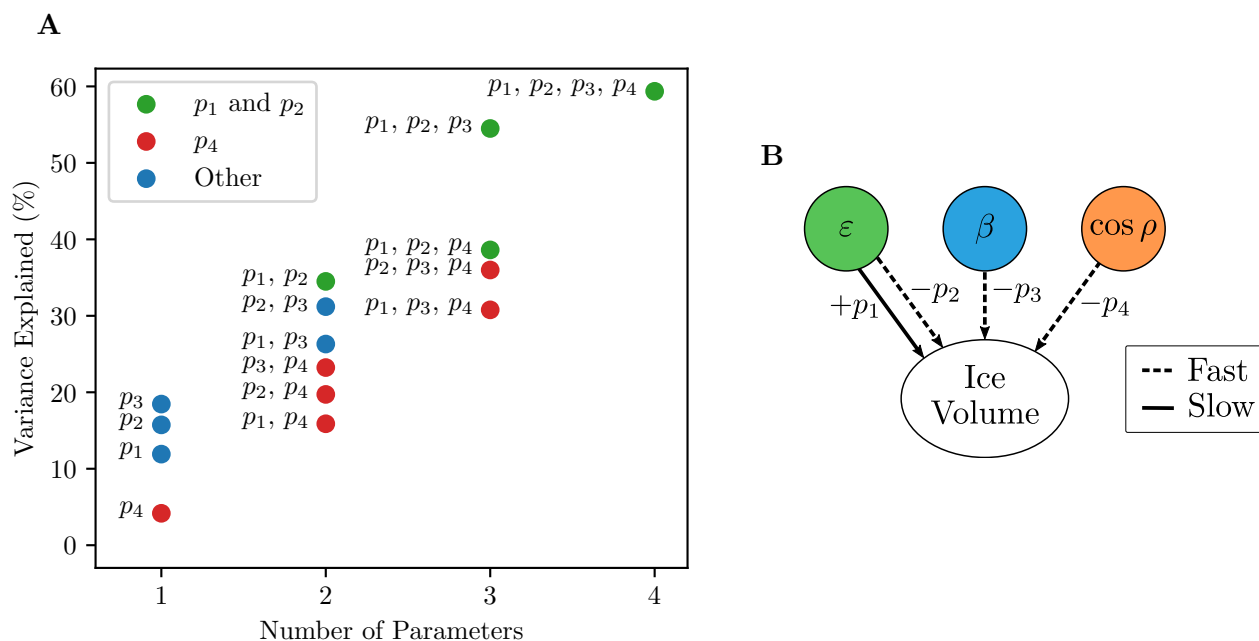 A
p₁ and p₂
p₄
Other
p₁, p₂, p₃, p₄
p₁, p₂, p₃
p₁, p₂, p₄
p₂, p₃, p₄
p₁, p₃, p₄
p₁, p₂
p₂, p₃
p₁, p₃
p₃, p₄
p₂, p₄
p₁, p₄
p₃
p₂
p₁
p₄
60
50
40
30
20
10
0
Variance Explained (%)
1 2 3 4
Number of Parameters
B
ε β cos ρ
+p₁ −p₂ −p₃ −p₄
Ice
Volume
Fast
Slow